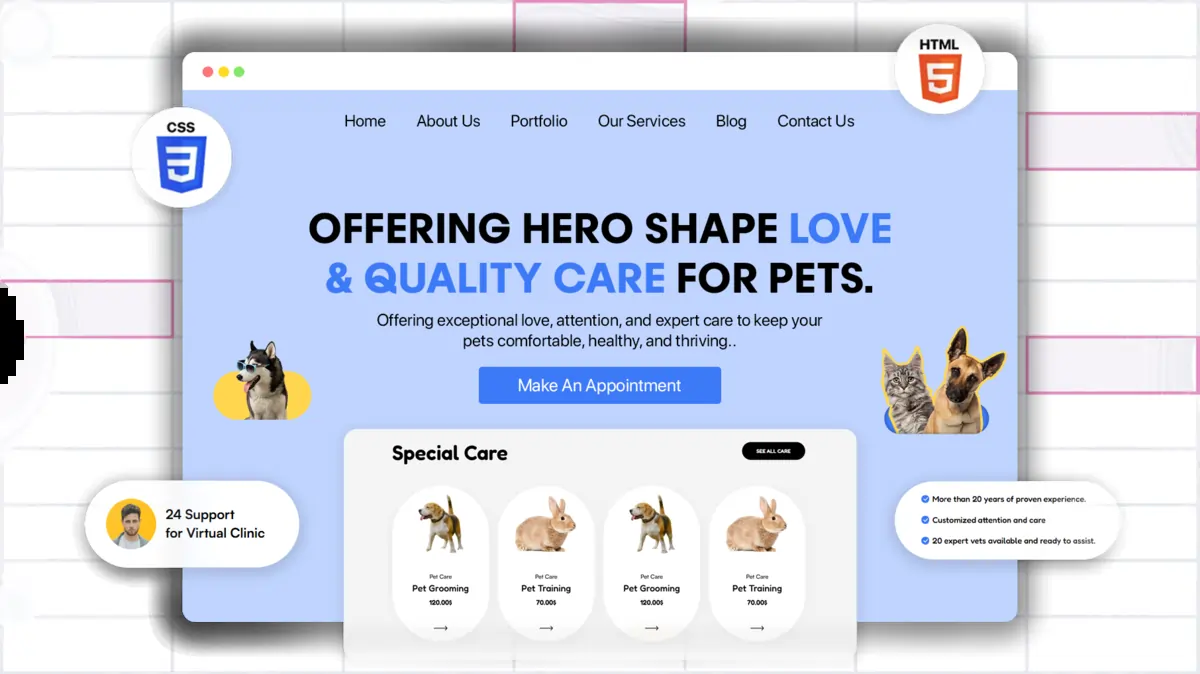 HTML
5
CSS
3
Home About Us Portfolio Our Services Blog Contact Us
OFFERING HERO SHAPE LOVE
& QUALITY CARE FOR PETS.
Offering exceptional love, attention, and expert care to keep your
pets comfortable, healthy, and thriving..
Make An Appointment
Special Care
SEE ALL CARE
24 Support
for Virtual Clinic
Pet Care
Pet Grooming
120.00$
Pet Care
Pet Training
70.00$
Pet Care
Pet Grooming
120.00$
Pet Care
Pet Training
70.00$
More than 20 years of proven experience.
Customized attention and care
20 expert vets available and ready to assist.